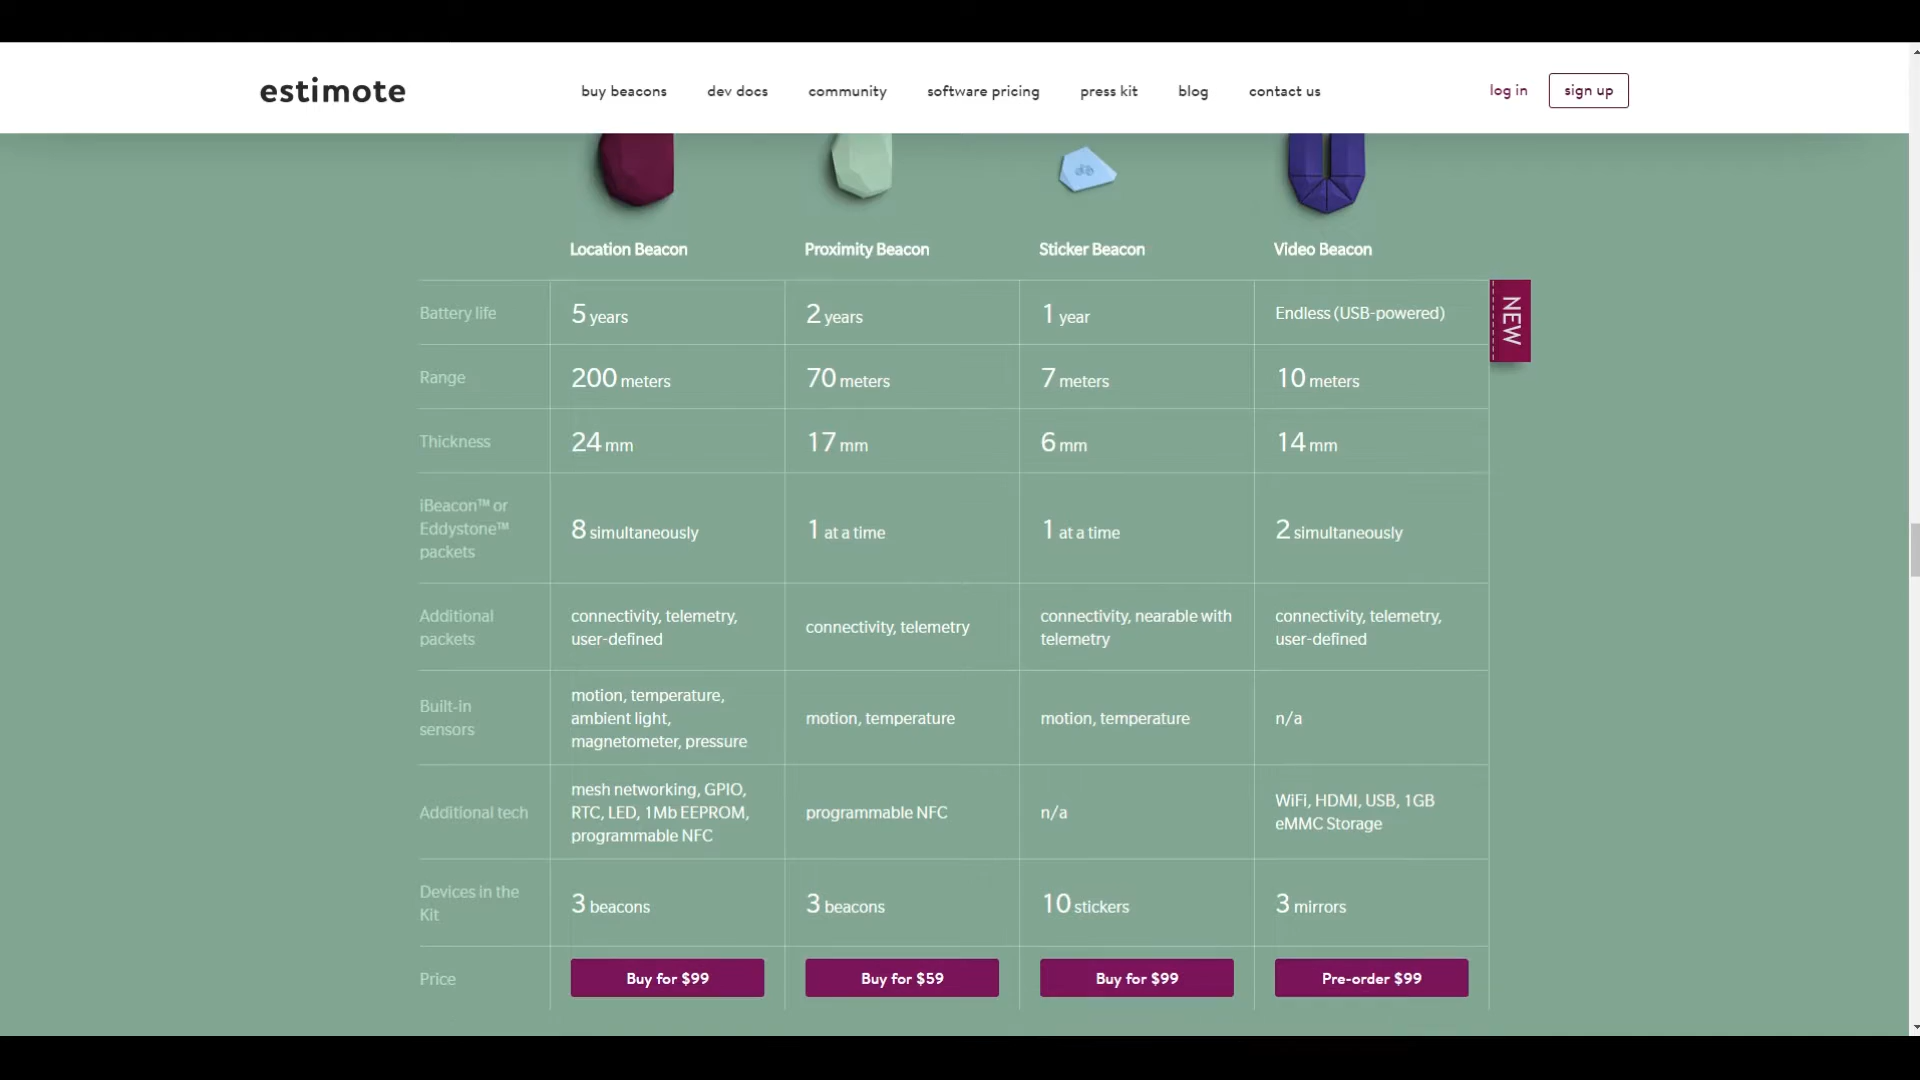 estimote
buy beacons dev docs community software pricing press kit blog contact us
log in sign up
Location Beacon Proximity Beacon Sticker Beacon Video Beacon
Battery life 5 years 2 years 1 year Endless (USB-powered)
NEW
Range 200 meters 70 meters 7 meters 10 meters
Thickness 24 mm 17 mm 6 mm 14 mm
iBeacon™ or
Eddystone™
packets
8 simultaneously 1 at a time 1 at a time 2 simultaneously
Additional
packets
connectivity, telemetry,
user-defined
connectivity, telemetry
connectivity, nearable with
telemetry
connectivity, telemetry,
user-defined
Built-in
sensors
motion, temperature,
ambient light,
magnetometer, pressure
motion, temperature
motion, temperature
n/a
Additional tech
mesh networking, GPIO,
RTC, LED, 1Mb EEPROM,
programmable NFC
programmable NFC
n/a
WiFi, HDMI, USB, 1GB
eMMC Storage
Devices in the
Kit
3 beacons 3 beacons 10 stickers 3 mirrors
Price Buy for $99 Buy for $59 Buy for $99 Pre-order $99